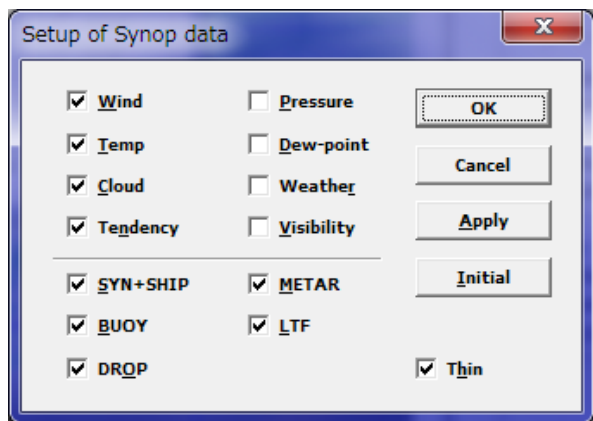 Setup of Synop data
Wind
Pressure
OK
Temp
Dew-point
Cancel
Cloud
Weather
Tendency
Visibility
Apply
SYN+SHIP
METAR
Initial
BUOY
LTF
DROP
Thin